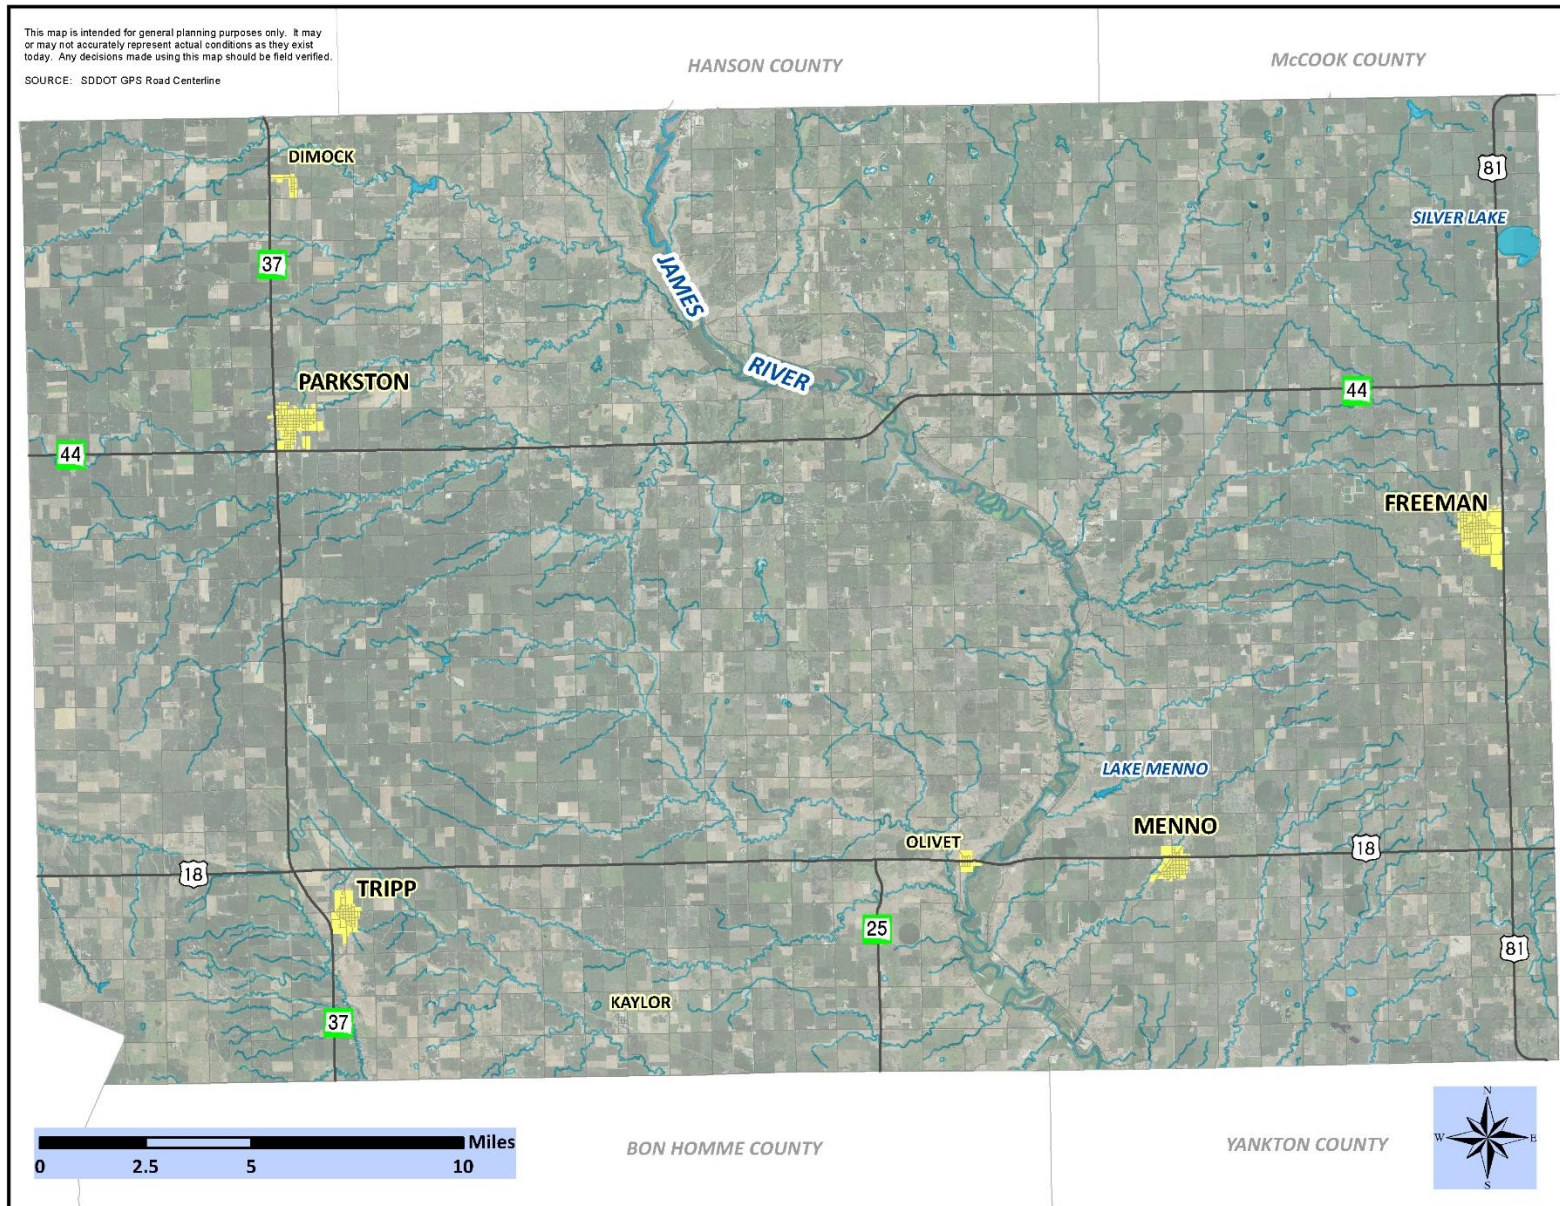 This map is intended for general planning purposes only. It may
or may not accurately represent actual conditions as they exist
today. Any decisions made using this map should be field verified.
SOURCE: SDDOT GPS Road Centerline
HANSON COUNTY
McCOOK COUNTY
DIMOCK
81
SILVER LAKE
37
JAMES
RIVER
PARKSTON
44
44
FREEMAN
LAKE MENNO
MENNO
OLIVET
18
18
TRIPP
25
81
KAYLOR
37
Miles
0 2.5 5 10
BON HOMME COUNTY
YANKTON COUNTY
N
W E
S